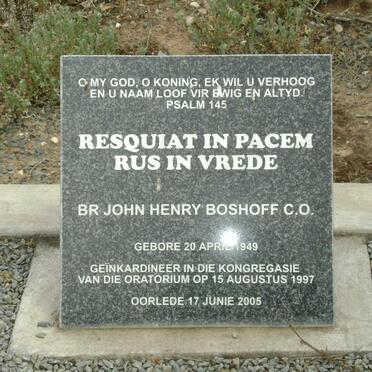 O MY GOD, O KONING, EK WIL U VERHOOG
EN U NAAM LOOF VIR EWIG EN ALTYD.
PSALM 145
RESQUIAT IN PACEM
RUS IN VREDE
BR JOHN HENRY BOSHOFF C.O.
GEBORE 20 APRIL 1949
GEÏNKARDINEER IN DIE KONGREGASIE
VAN DIE ORATORIUM OP 15 AUGUSTUS 1997
OORLEDE 17 JUNIE 2005